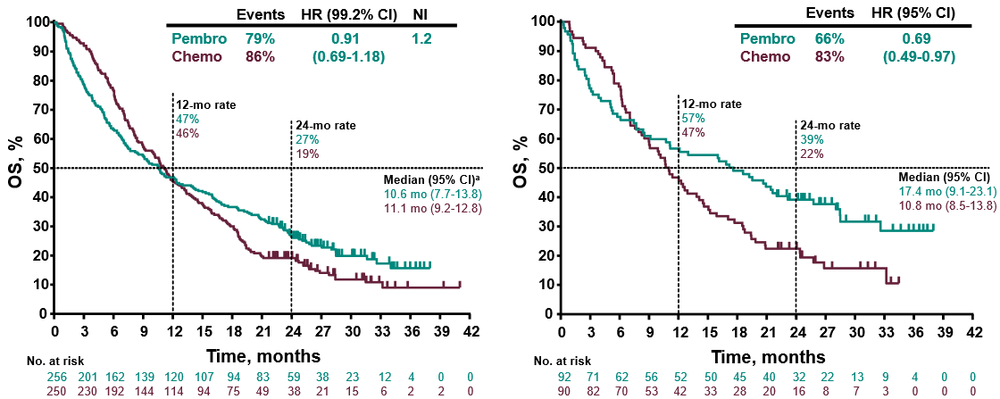 Events HR (99.2% CI) NI
Pembro 79% 0.91 1.2
Chemo 86% (0.69-1.18)
100
90
80
70
60
50
40
30
20
10
0
OS, %
12-mo rate
47%
46%
24-mo rate
27%
19%
Median (95% CI)ᵃ
10.6 mo (7.7-13.8)
11.1 mo (9.2-12.8)
0 3 6 9 12 15 18 21 24 27 30 33 36 39 42
Time, months
No. at risk
256 201 162 139 120 107 94 83 59 38 23 12 4 0 0
250 230 192 144 114 94 75 49 38 21 15 6 2 2 0
Events HR (95% CI)
Pembro 66% 0.69
Chemo 83% (0.49-0.97)
100
90
80
70
60
50
40
30
20
10
0
OS, %
12-mo rate
57%
47%
24-mo rate
39%
22%
Median (95% CI)
17.4 mo (9.1-23.1)
10.8 mo (8.5-13.8)
0 3 6 9 12 15 18 21 24 27 30 33 36 39 42
Time, months
No. at risk
92 71 62 56 52 50 45 40 32 22 13 9 4 0 0
90 82 70 53 42 33 28 20 16 8 7 3 0 0 0